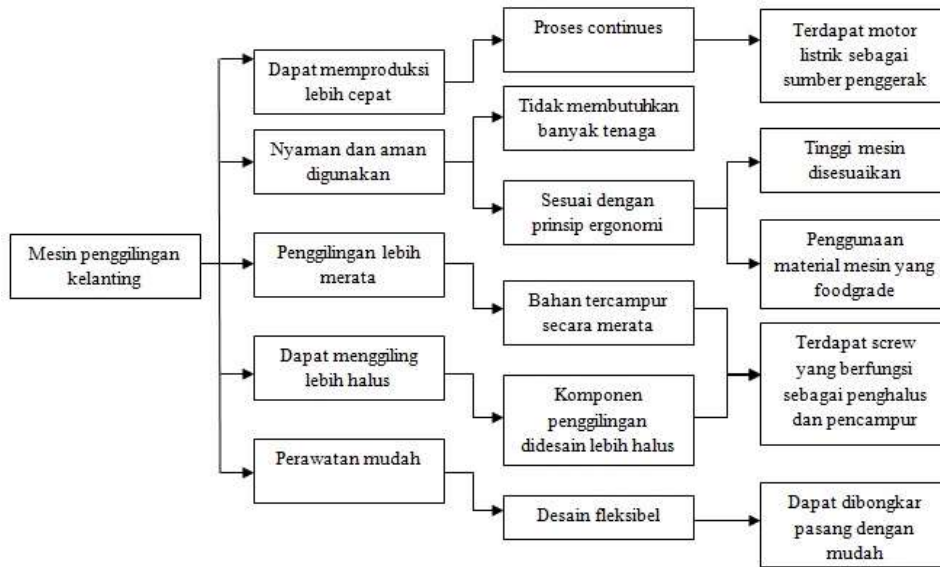 Mesin penggilingan
kelanting
Dapat memproduksi
lebih cepat
Nyaman dan aman
digunakan
Penggilingan lebih
merata
Dapat menggiling
lebih halus
Perawatan mudah
Proses continues
Tidak membutuhkan
banyak tenaga
Sesuai dengan
prinsip ergonomi
Bahan tercampur
secara merata
Komponen
penggilingan
didesain lebih halus
Desain fleksibel
Terdapat motor
listrik sebagai
sumber penggerak
Tinggi mesin
disesuaikan
Penggunaan
material mesin yang
foodgrade
Terdapat screw
yang berfungsi
sebagai penghalus
dan pencampur
Dapat dibongkar
pasang dengan
mudah